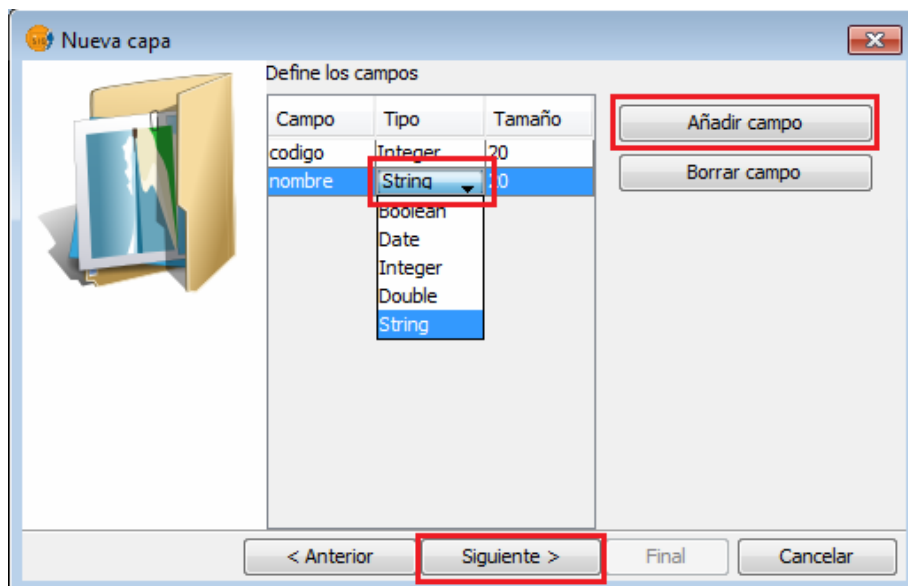 Nueva capa
Define los campos
Campo Tipo Tamaño
codigo Integer 20
nombre String 20
Boolean
Date
Integer
Double
String
Añadir campo
Borrar campo
< Anterior Siguiente > Final Cancelar